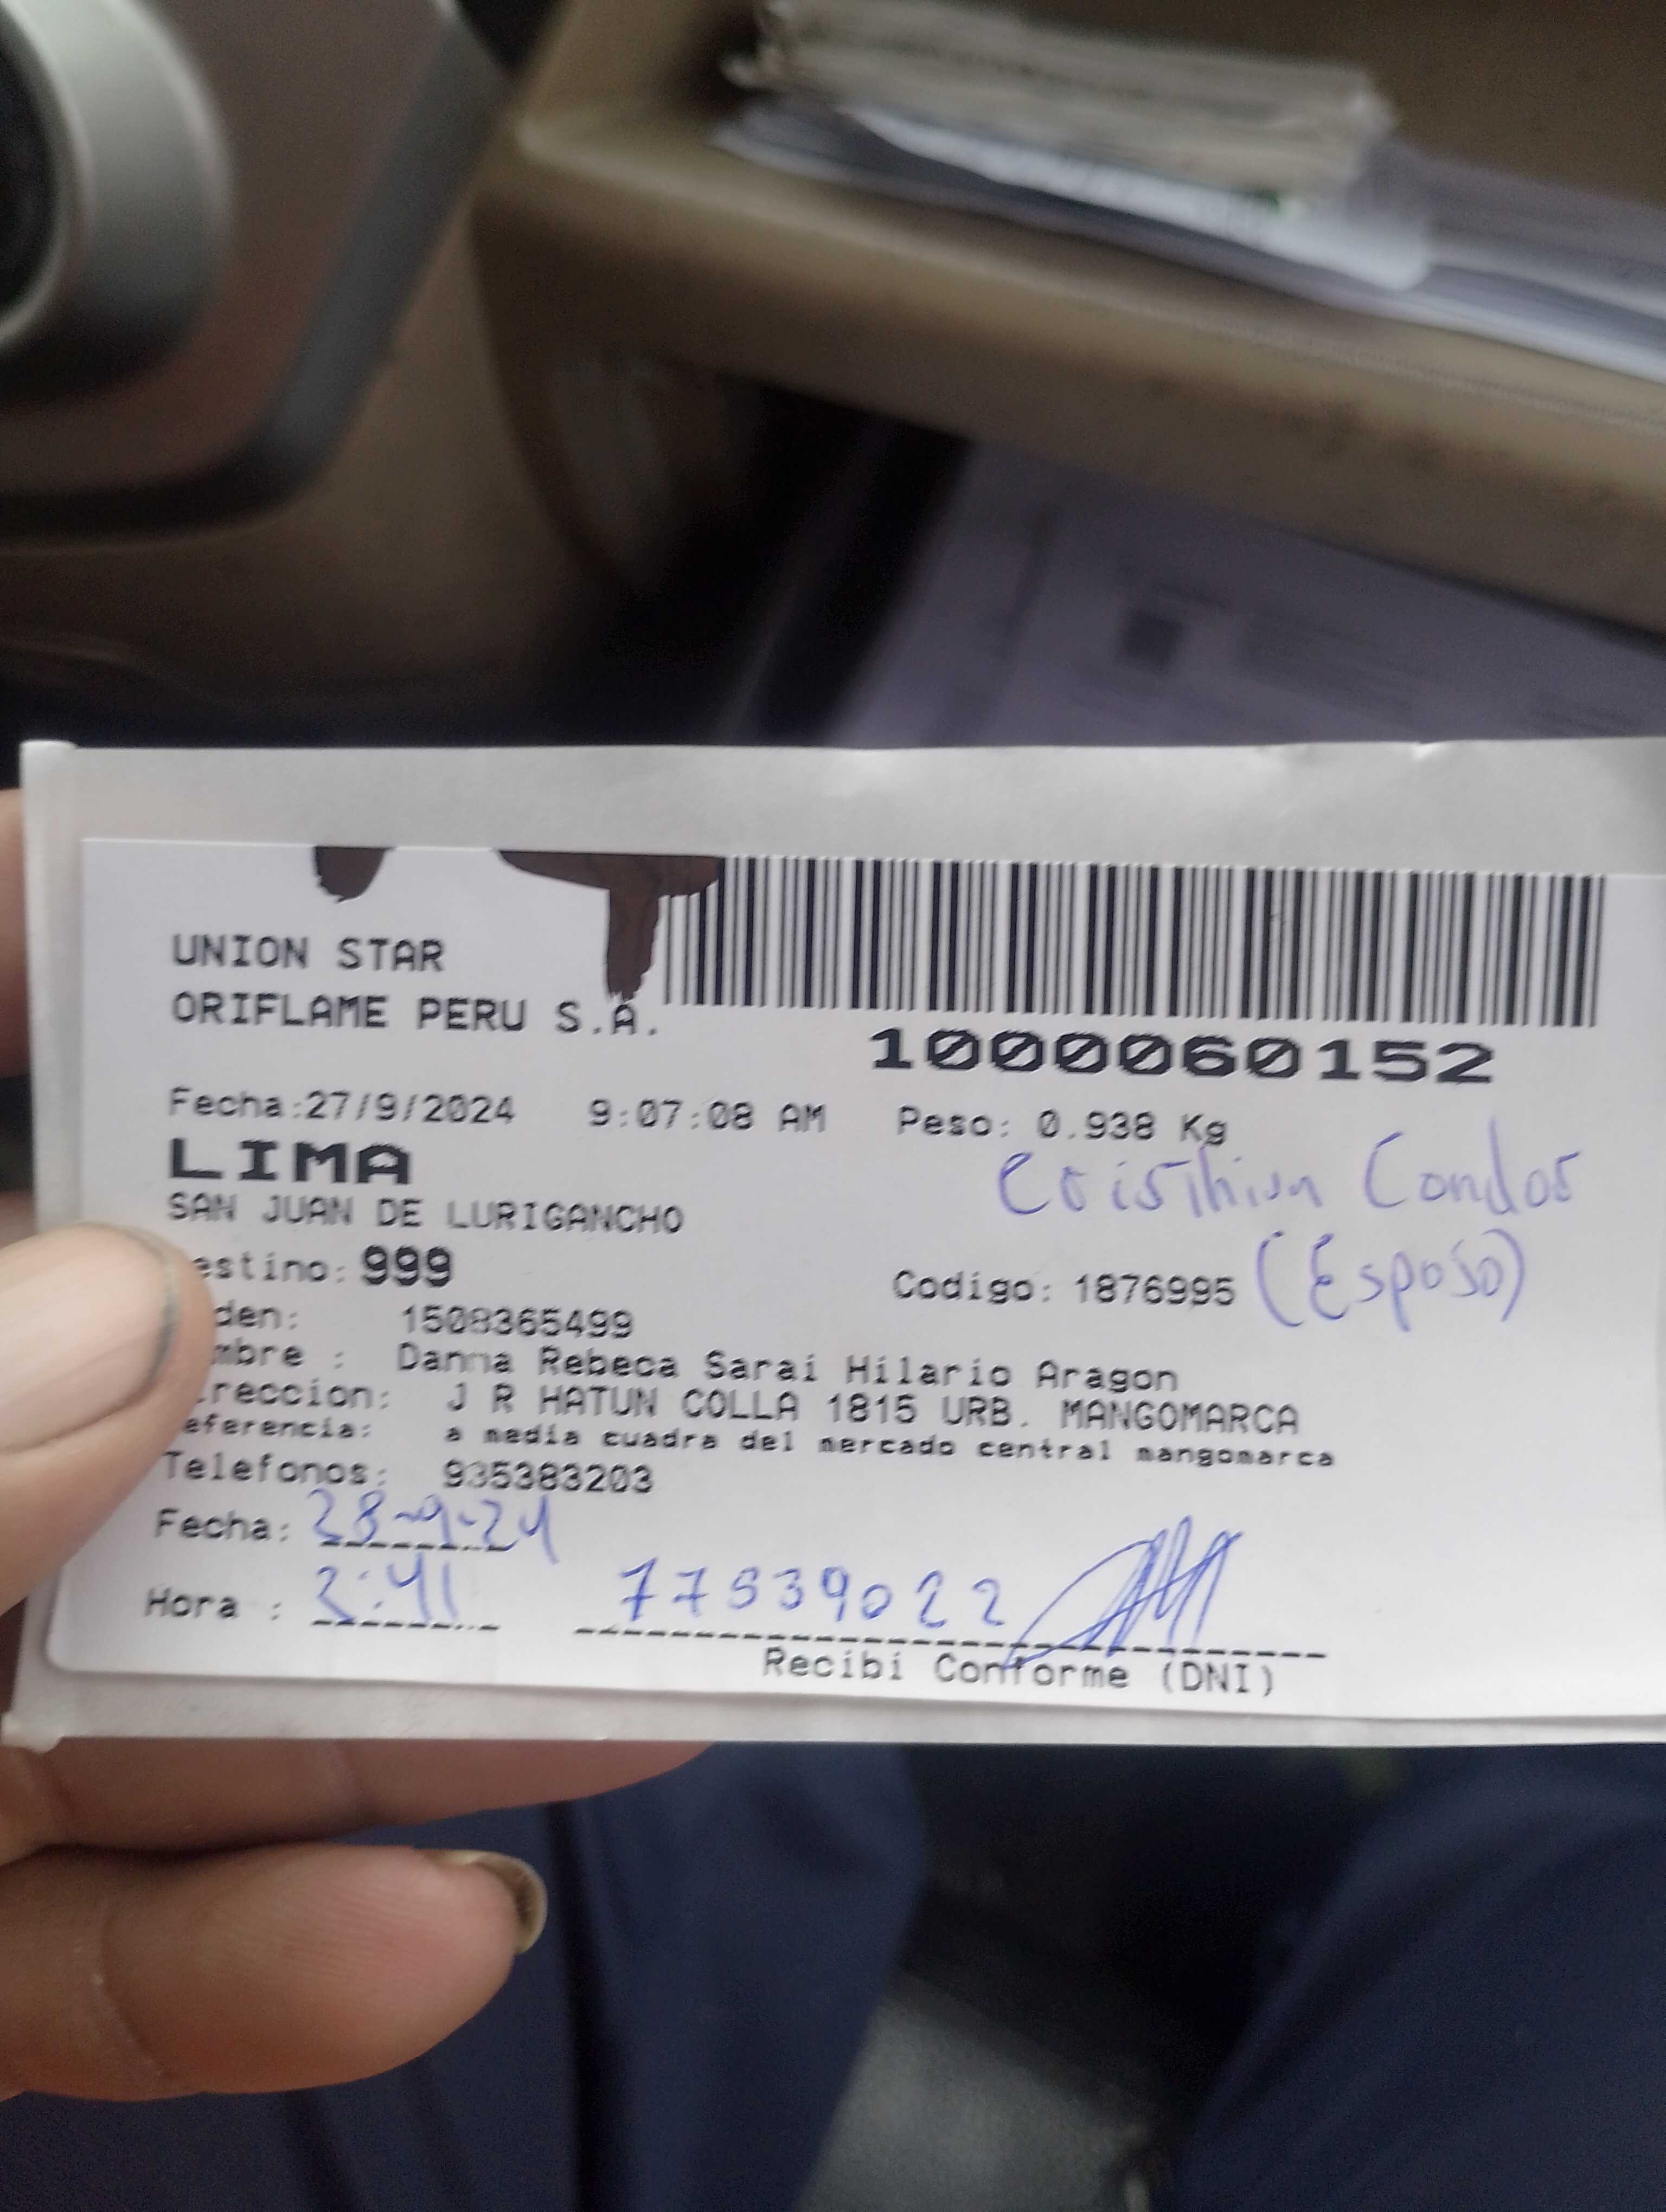 UNION STAR
ORIFLAME PERU S.A.
1000060152
Fecha:27/9/2024 9:07:08 AM Peso: 0.938 Kg
LIMA
Cristhian Condor
SAN JUAN DE LURIGANCHO
(Esposo)
estino: 999 Codigo: 1876995
den: 1508365499
mbre : Danna Rebeca Sarai Hilario Aragon
reccion: J R HATUN COLLA 1815 URB. MANGOMARCA
eferencia: a media cuadra del mercado central mangomarca
Telefonos: 935383203
Fecha: 28-9-24
Hora : 2:41 77539022
Recibi Conforme (DNI)